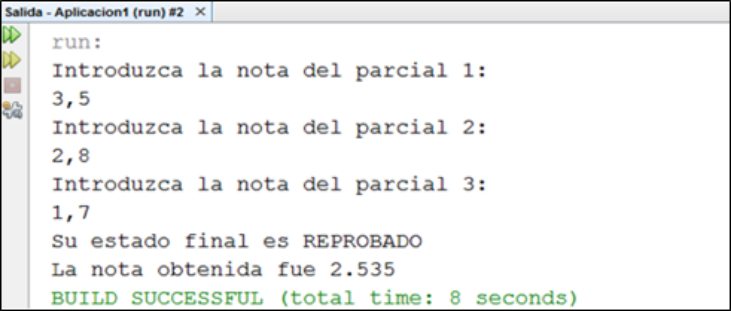 Salida - Aplicacion1 (run) #2 ×
run:
Introduzca la nota del parcial 1:
3,5
Introduzca la nota del parcial 2:
2,8
Introduzca la nota del parcial 3:
1,7
Su estado final es REPROBADO
La nota obtenida fue 2.535
BUILD SUCCESSFUL (total time: 8 seconds)